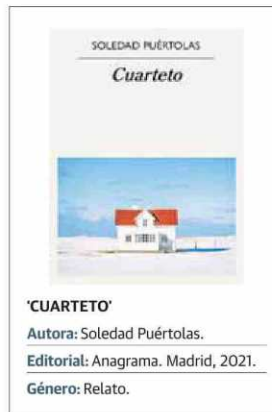 SOLEDAD PUÉRTOLAS
Cuarteto
'CUARTETO'
Autora: Soledad Puértolas.
Editorial: Anagrama. Madrid, 2021.
Género: Relato.